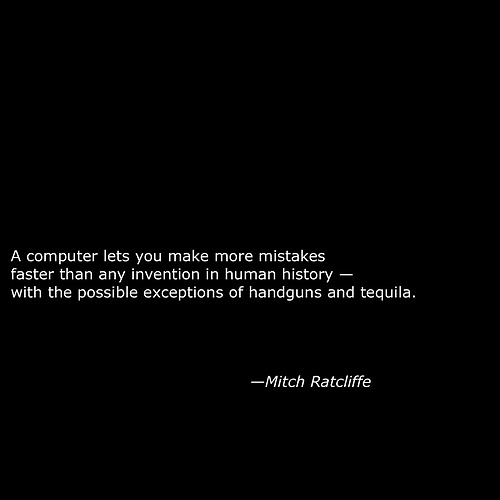 A computer lets you make more mistakes
faster than any invention in human history —
with the possible exceptions of handguns and tequila.
—Mitch Ratcliffe